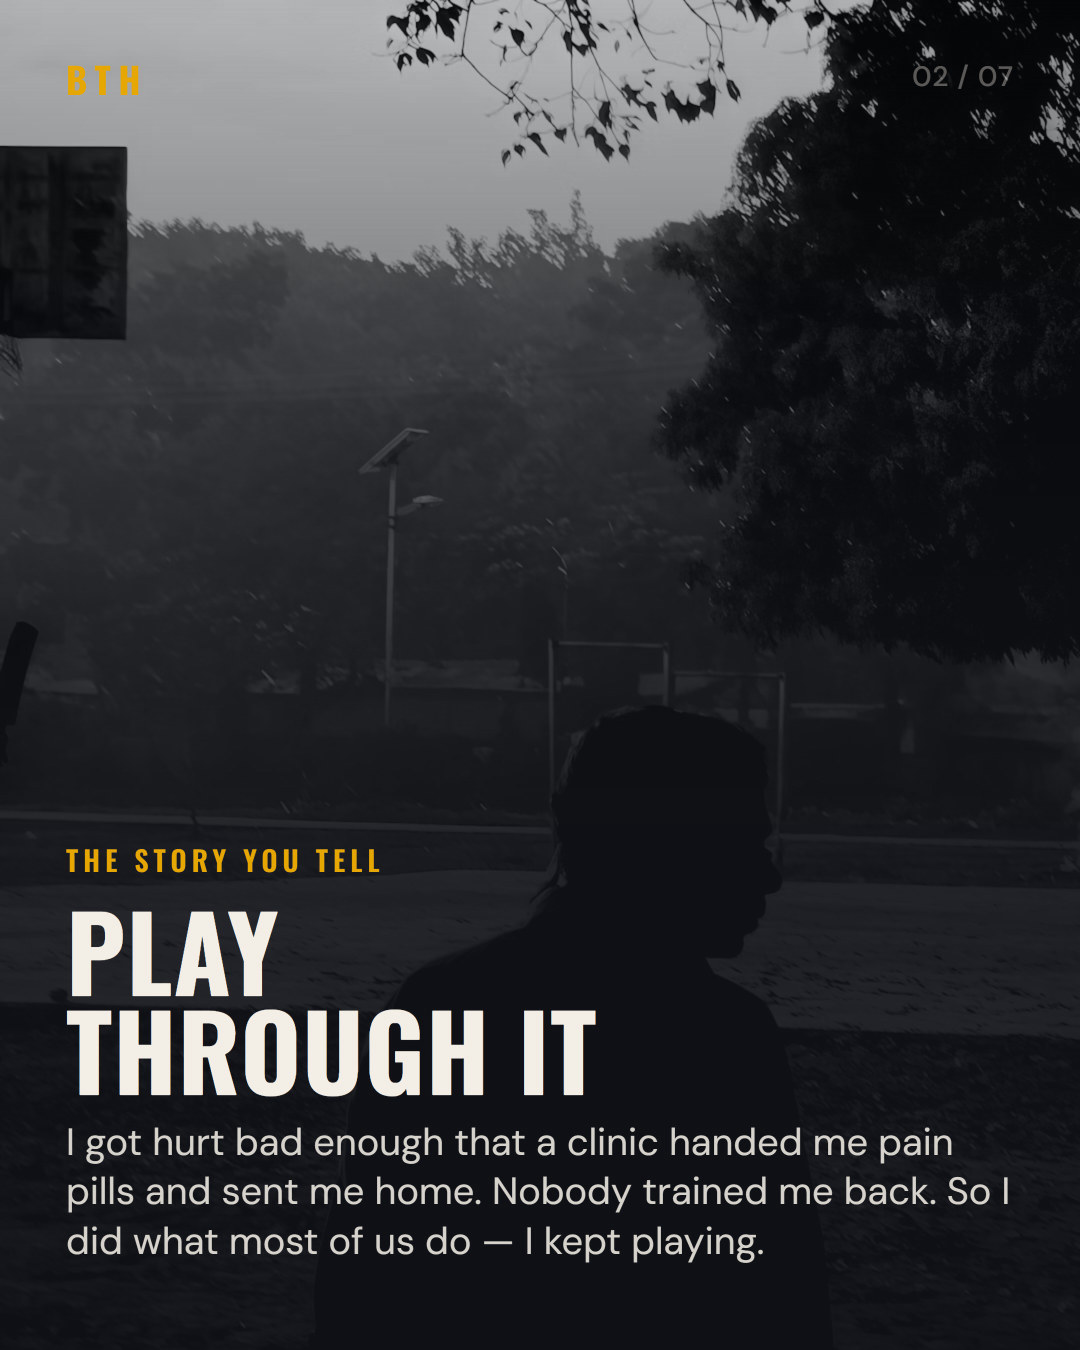 BTH
02 / 07
THE STORY YOU TELL
PLAY
THROUGH IT
I got hurt bad enough that a clinic handed me pain
pills and sent me home. Nobody trained me back. So I
did what most of us do — I kept playing.